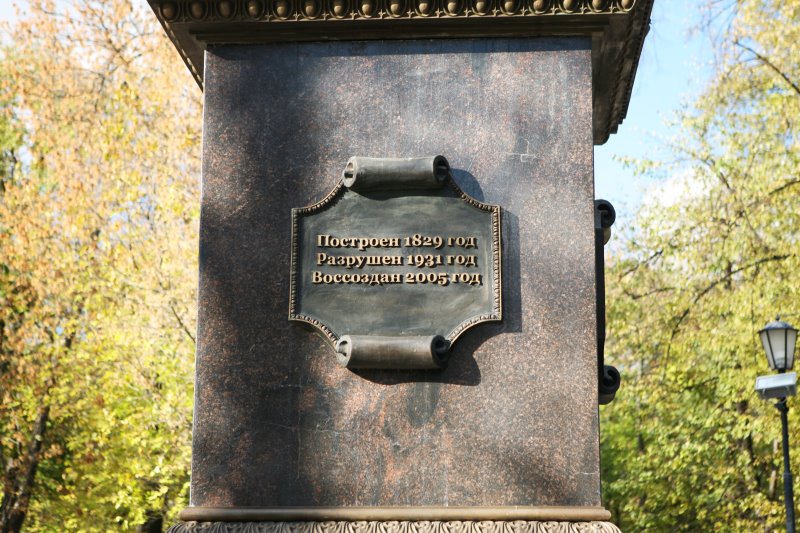 Построен 1829 год
Разрушен 1931 год
Воссоздан 2005 год